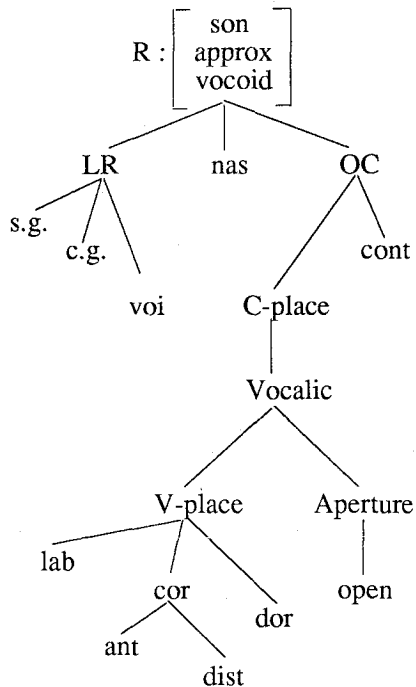 son
R : approx
vocoid
LR nas OC
s.g.
c.g. cont
voi C-place
Vocalic
V-place Aperture
lab
cor dor open
ant
dist